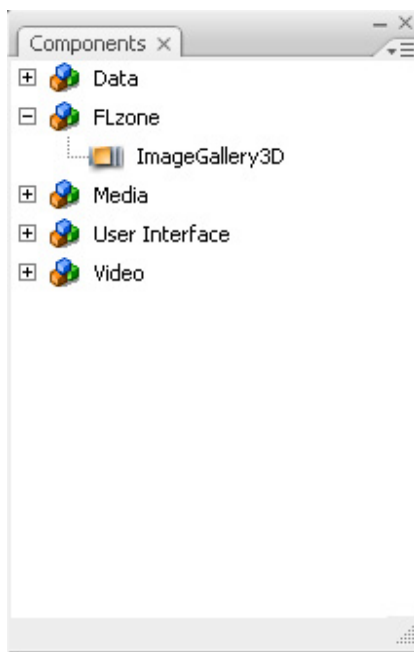 Components
Data
FLzone
ImageGallery3D
Media
User Interface
Video